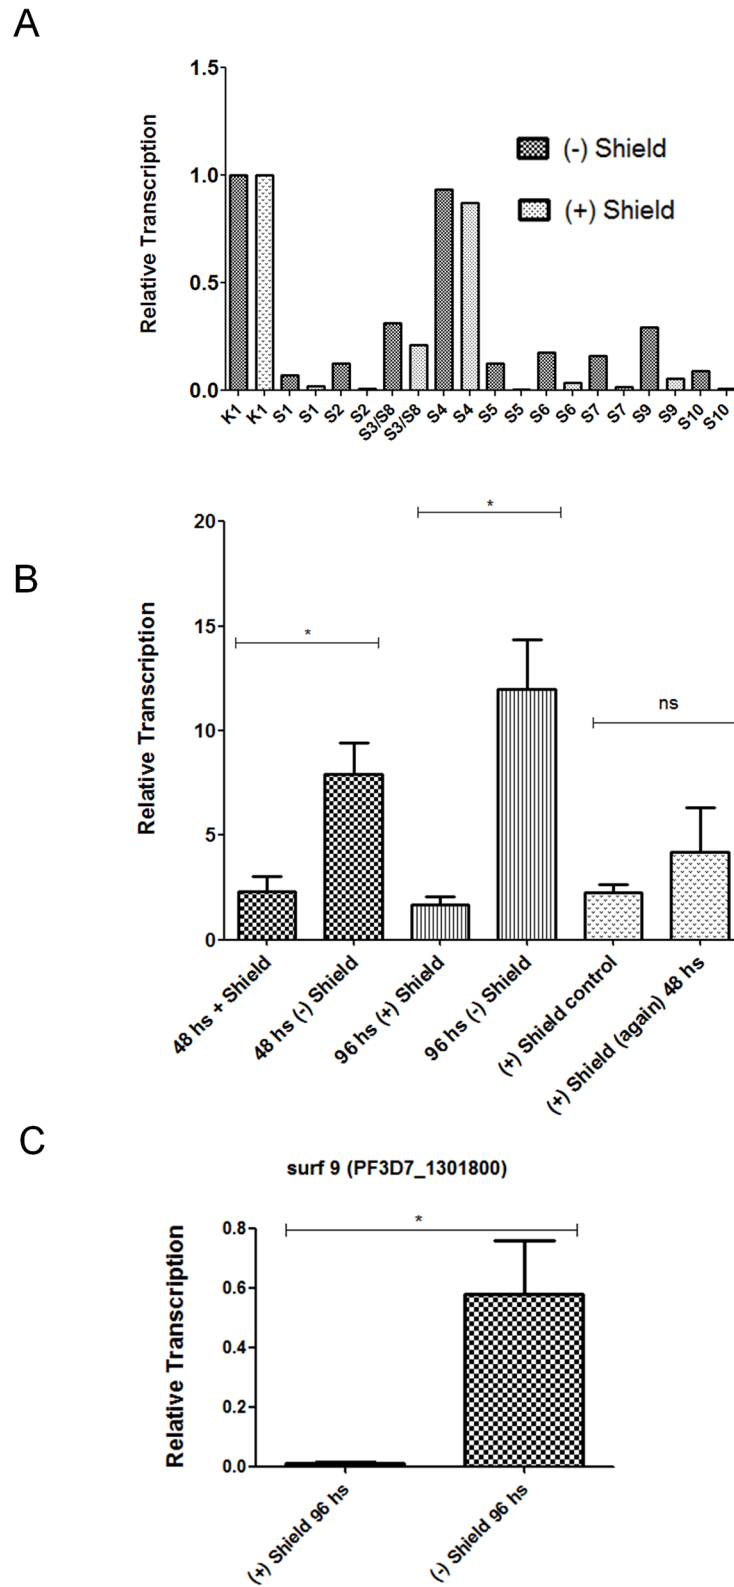 A
1.5
1.0
0.5
0.0
Relative Transcription
(-) Shield
(+) Shield
K1 K1 S1 S1 S2 S2 S3/S8 S3/S8 S4 S4 S5 S5 S6 S6 S7 S7 S9 S9 S10 S10
B
20
15
10
5
0
Relative Transcription
*
*
ns
48 hs + Shield
48 hs (-) Shield
96 hs (+) Shield
96 hs (-) Shield
(+) Shield control
(+) Shield (again) 48 hs
C
surf 9 (PF3D7_1301800)
0.8
0.6
0.4
0.2
0.0
Relative Transcription
*
(+) Shield 96 hs
(-) Shield 96 hs